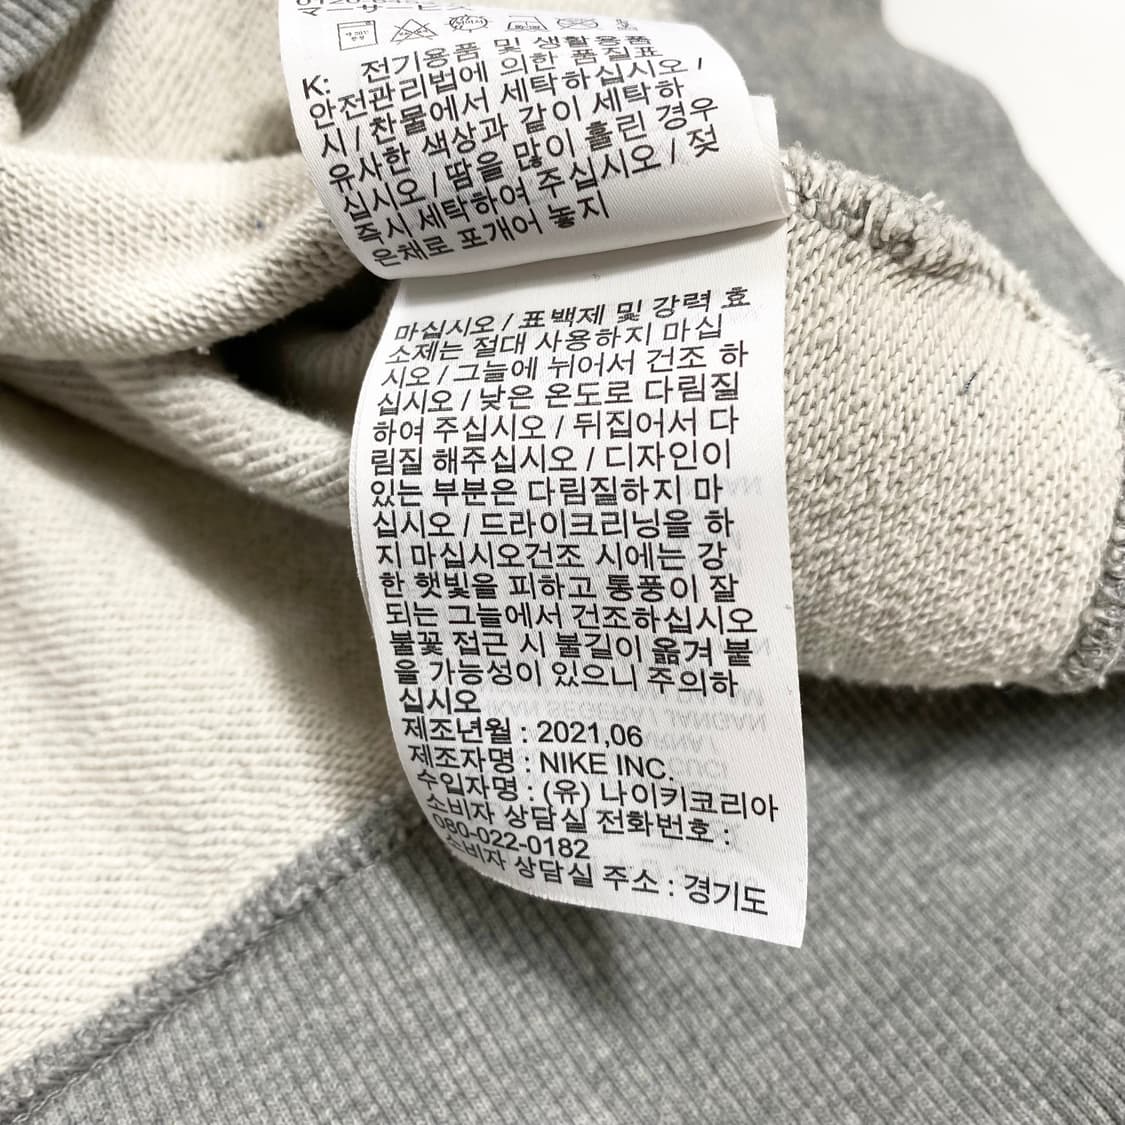 K: 전기용품 및 생활용품
안전관리법에 의한 품질표
시 / 찬물에서 세탁하십시오 /
유사한 색상과 같이 세탁하
십시오 / 땀을 많이 흘린 경우
즉시 세탁하여 주십시오 / 젖
은채로 포개어 놓지
마십시오 / 표백제 및 강력 효
소제는 절대 사용하지 마십
시오 / 그늘에 뉘어서 건조 하
십시오 / 낮은 온도로 다림질
하여 주십시오 / 뒤집어서 다
림질 해주십시오 / 디자인이
있는 부분은 다림질하지 마
십시오 / 드라이크리닝을 하
지 마십시오건조 시에는 강
한 햇빛을 피하고 통풍이 잘
되는 그늘에서 건조하십시오
불꽃 접근 시 불길이 옮겨 붙
을 가능성이 있으니 주의하
십시오
제조년월 : 2021,06
제조자명 : NIKE INC.
수입자명 : (유) 나이키코리아
소비자 상담실 전화번호 :
080-022-0182
소비자 상담실 주소 : 경기도